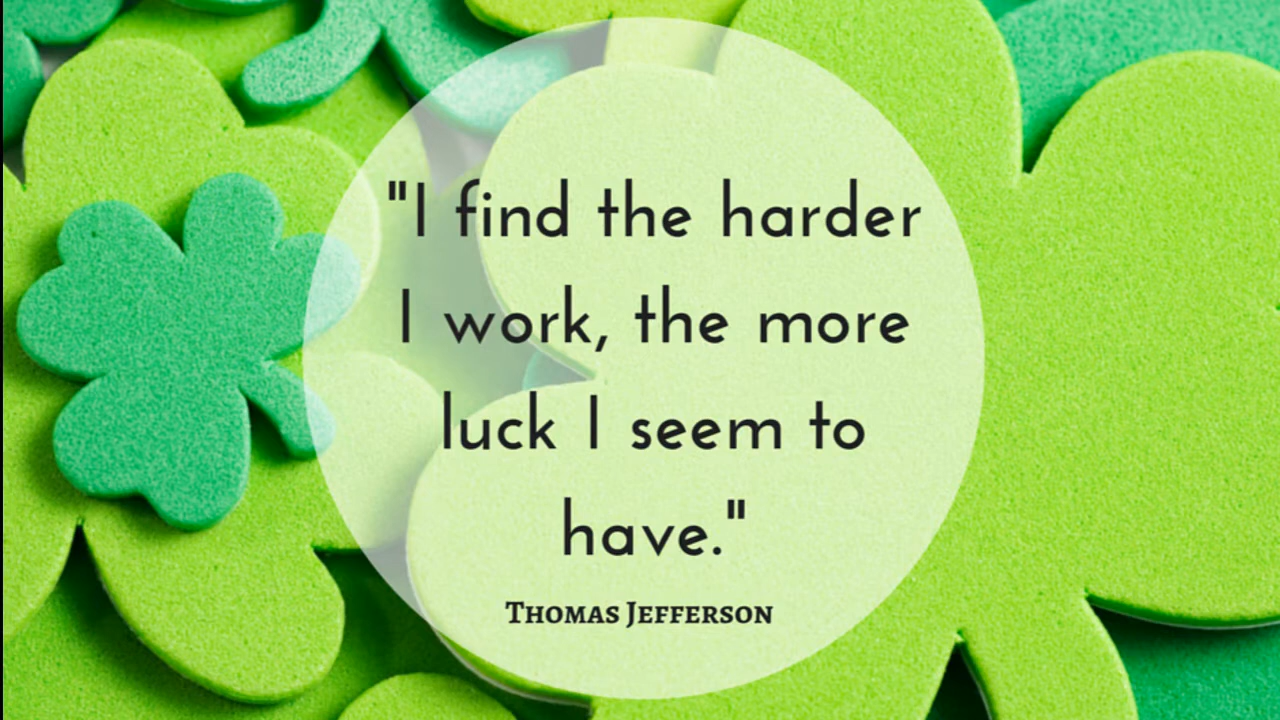 "I find the harder
I work, the more
luck I seem to
have."
Thomas Jefferson